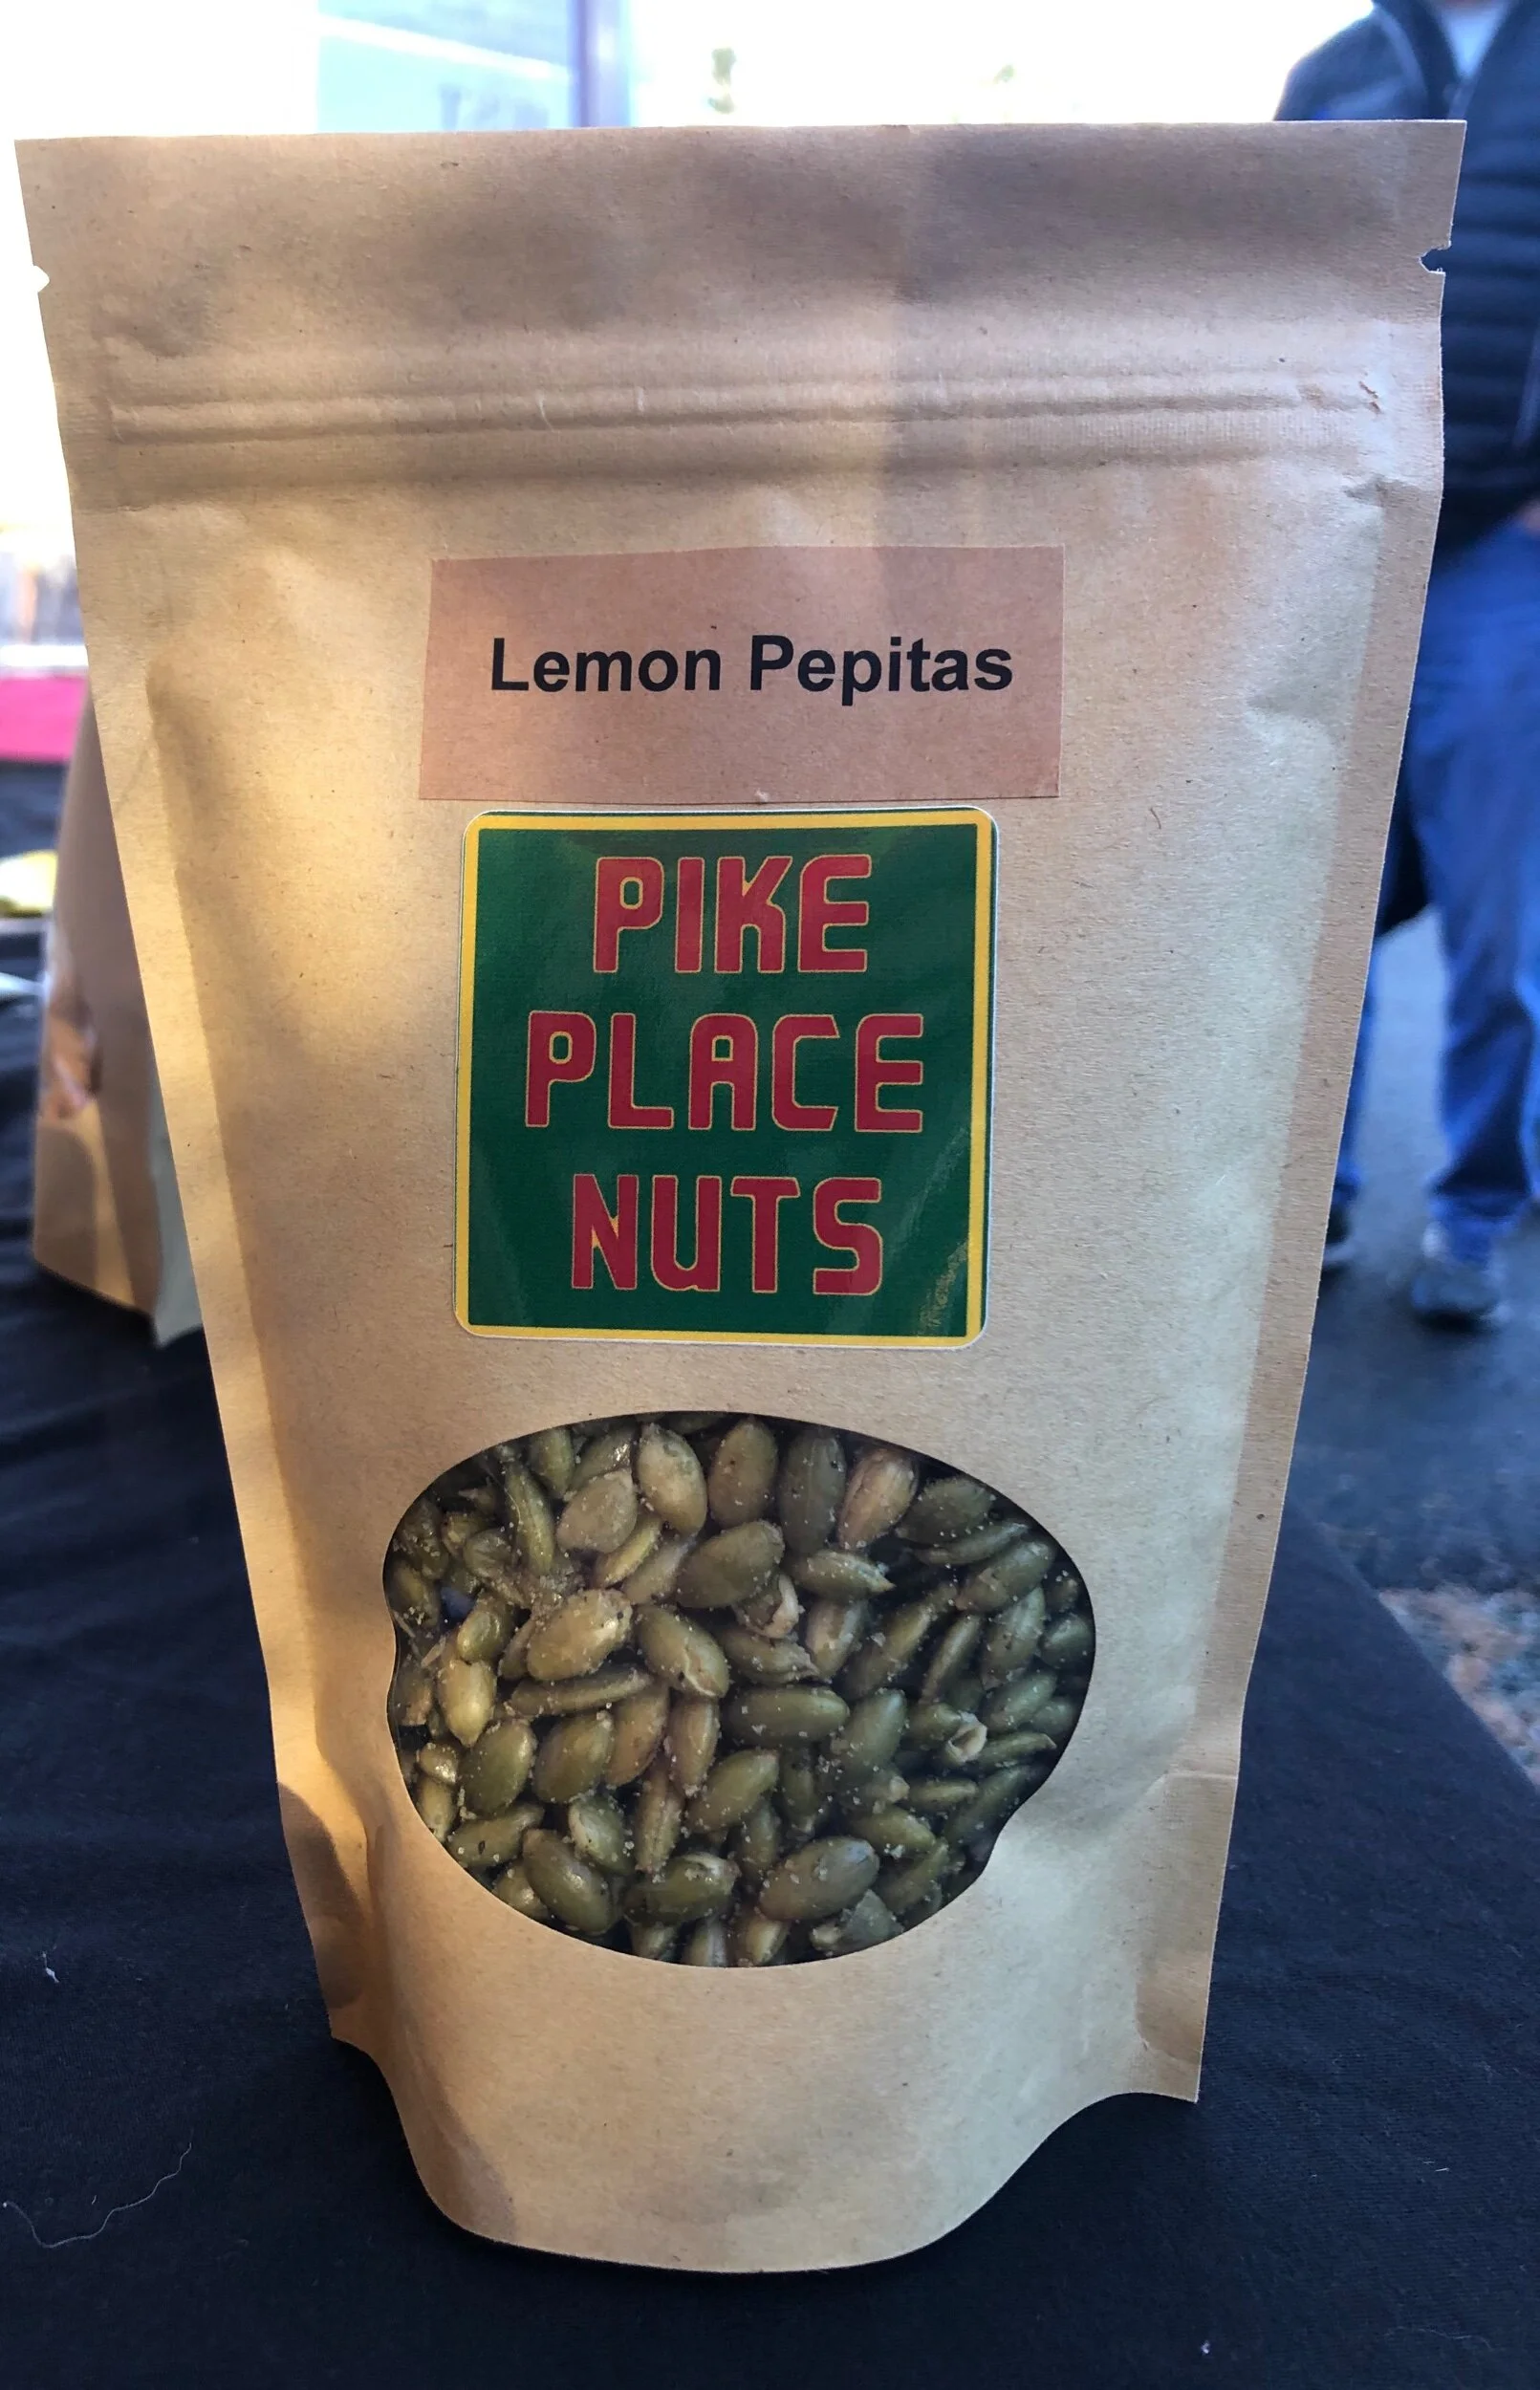 Lemon Pepitas
PIKE
PLACE
NUTS